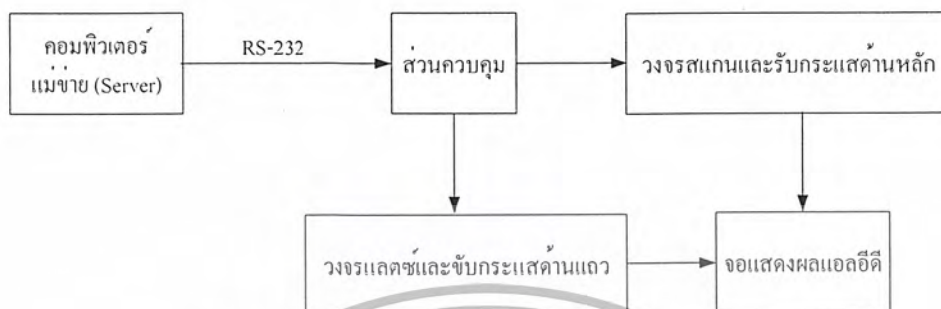 คอมพิวเตอร์
แม่ข่าย (Server)
RS-232
ส่วนควบคุม
วงจรสแกนและรับกระแสด้านหลัก
วงจรแลตซ์และขับกระแสด้านแถว
จอแสดงผลแอลอีดี